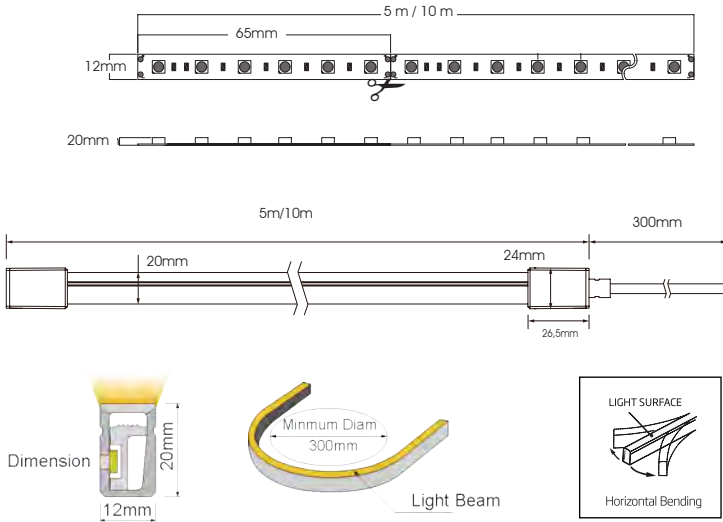 5 m / 10 m
65mm
12mm
20mm
5m/10m
300mm
20mm
24mm
26,5mm
Dimension
20mm
12mm
Minmum Diam
300mm
Light Beam
LIGHT SURFACE
Horizontal Bending